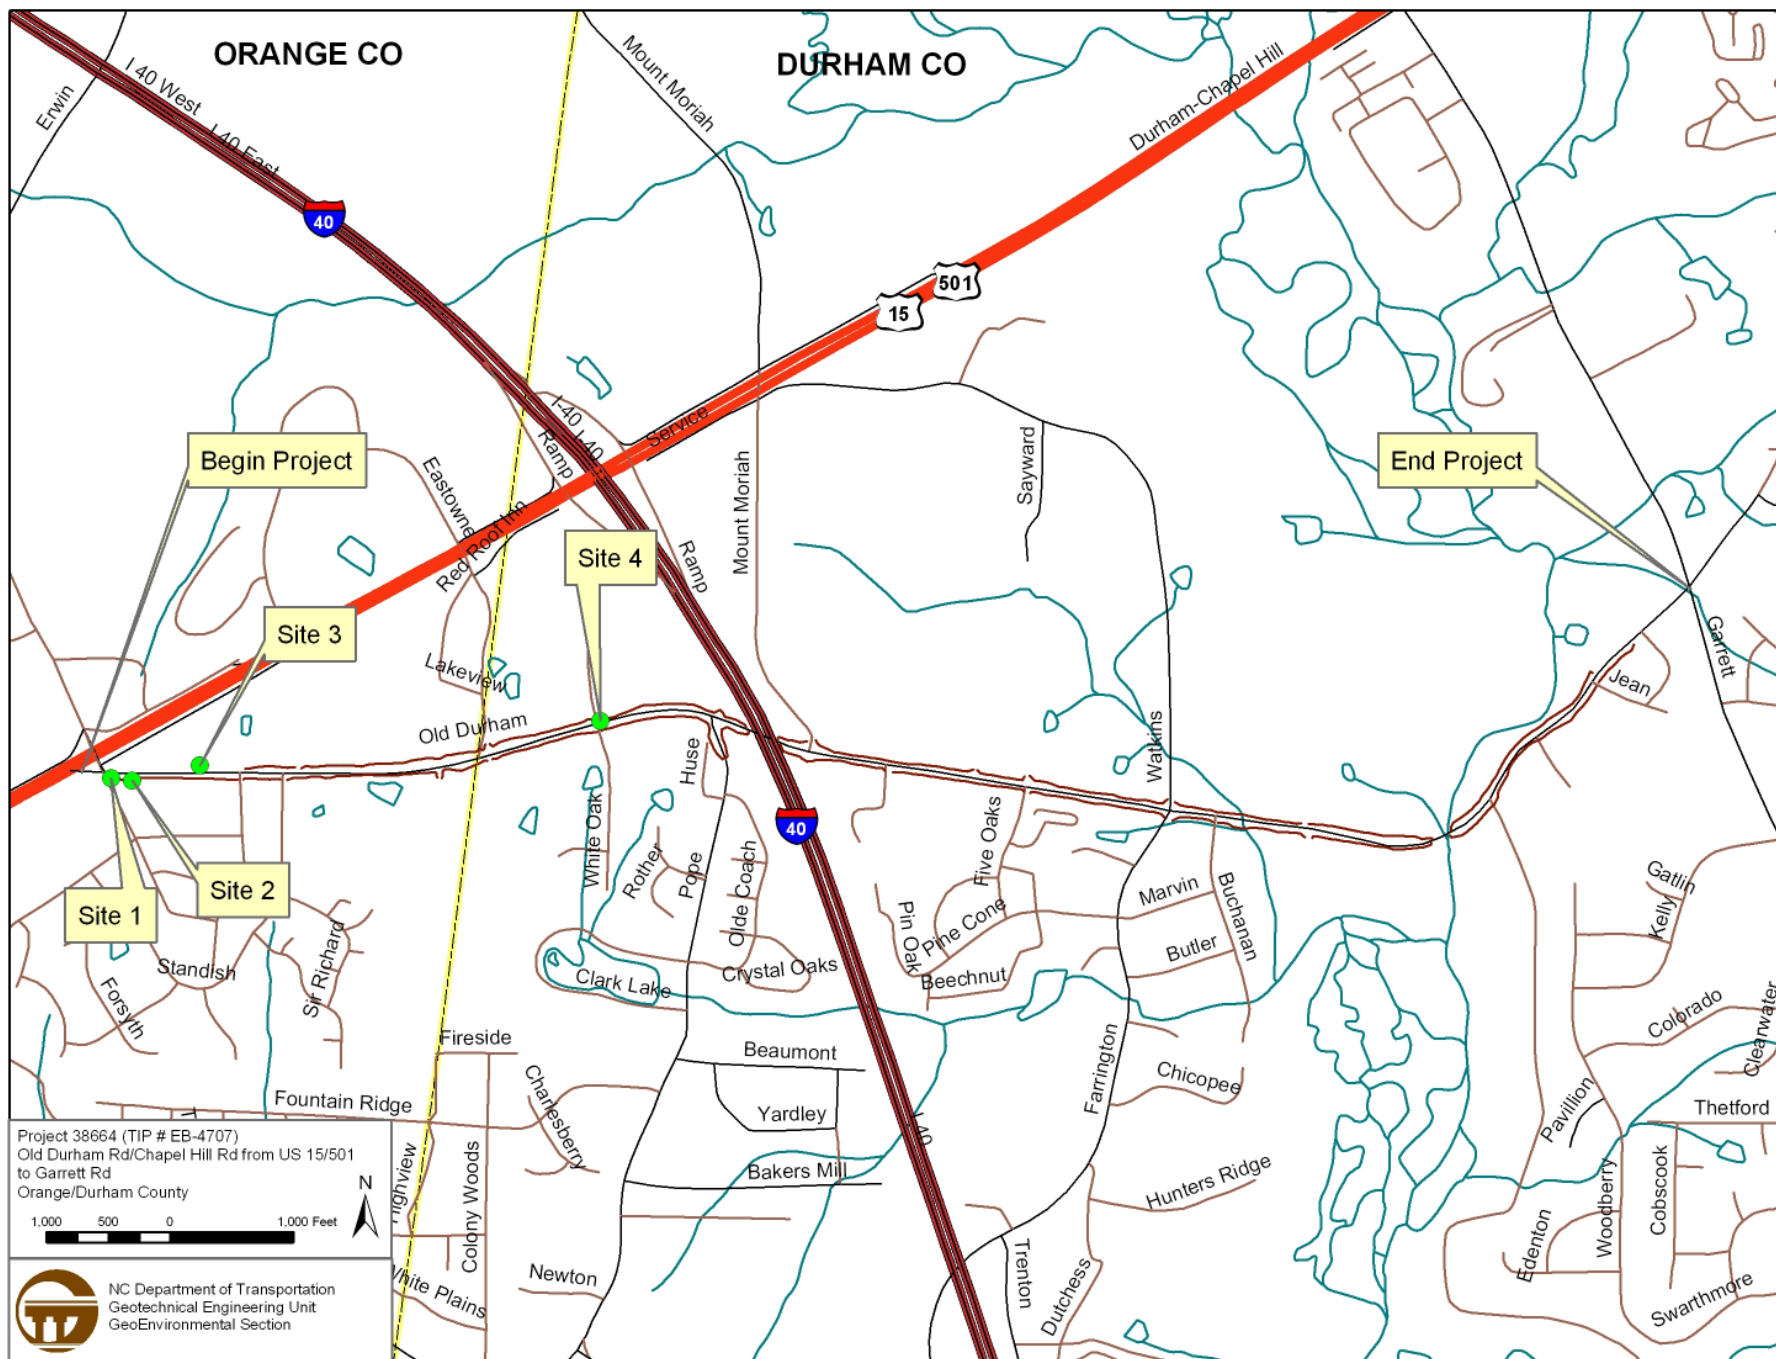 ORANGE CO
DURHAM CO
Mount Moriah
Durham-Chapel Hill
I 40 West
I 40 East
Erwin
40
501
15
I-40
I-40
Ramp
Service
Eastowne
Red Roof Inn
Mount Moriah
Sayward
Begin Project
End Project
Site 4
Ramp
Site 3
Garrett
Lakeview
Jean
Old Durham
Huse
Watkins
White Oak
40
Five Oaks
Rother
Pope
Olde Coach
Site 2
Site 1
Marvin
Buchanan
Gatlin
Kelly
Pin Oak
Pine Cone
Butler
Standish
Sir Richard
Forsyth
Clark Lake
Crystal Oaks
Beechnut
Colorado
Clearwater
Fireside
Beaumont
Farrington
Chicopee
Charlesberry
Fountain Ridge
T
Yardley
I 40
Pavillion
Thetford
Bakers Mill
Hunters Ridge
Highview
Colony Woods
Woodberry
Cobscook
Edenton
Trenton
Dutchess
Newton
White Plains
Swarthmore
Project 38664 (TIP # EB-4707)
Old Durham Rd/Chapel Hill Rd from US 15/501
to Garrett Rd
Orange/Durham County
N
1,000 500 0 1,000 Feet
NC Department of Transportation
Geotechnical Engineering Unit
GeoEnvironmental Section